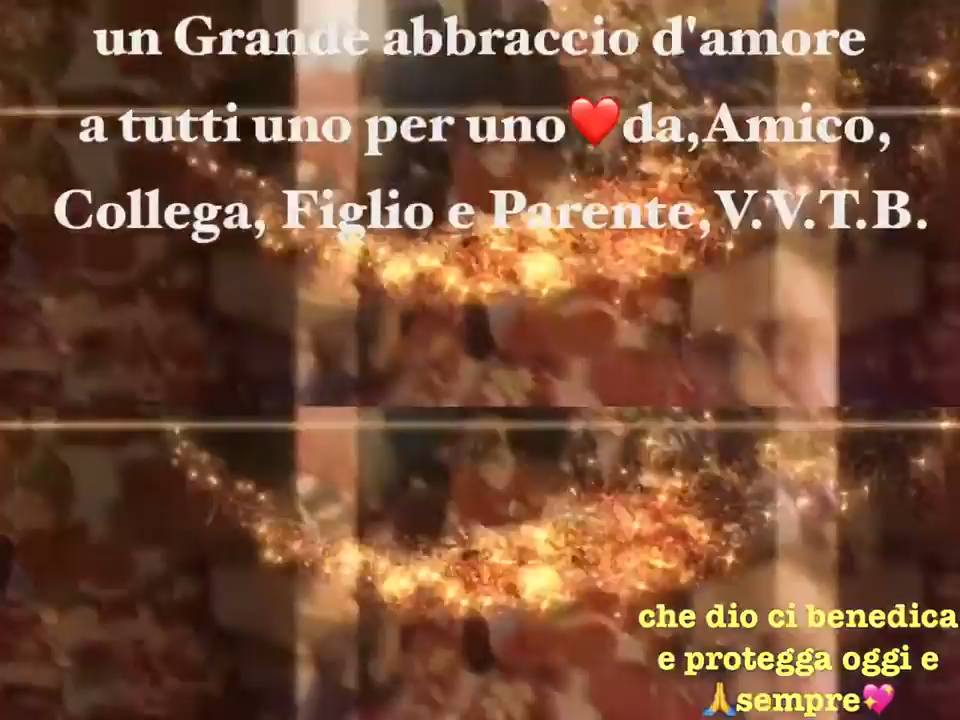 un Grande abbraccio d'amore
a tutti uno per uno❤️da,Amico,
Collega, Figlio e Parente,V.V.T.B.
che dio ci benedica
e protegga oggi e
🙏sempre💖